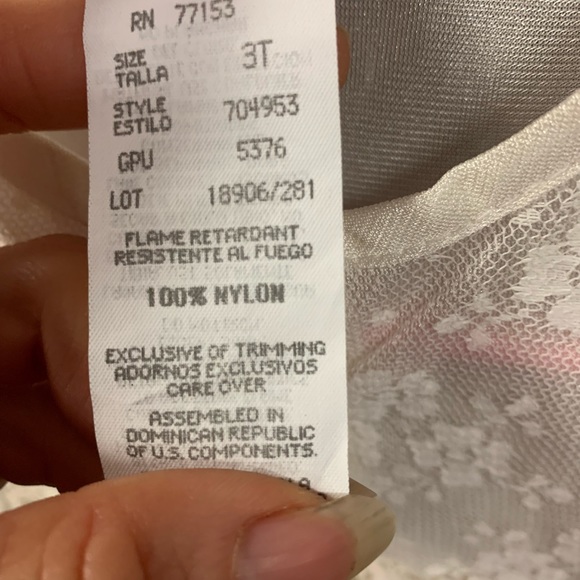 RN 77153
SIZE 3T
TALLA
STYLE 704953
ESTILO
GPU 5376
LOT 18906/281
FLAME RETARDANT
RESISTENTE AL FUEGO
100% NYLON
EXCLUSIVE OF TRIMMING
ADORNOS EXCLUSIVOS
CARE OVER
ASSEMBLED IN
DOMINICAN REPUBLIC
OF U.S. COMPONENTS.